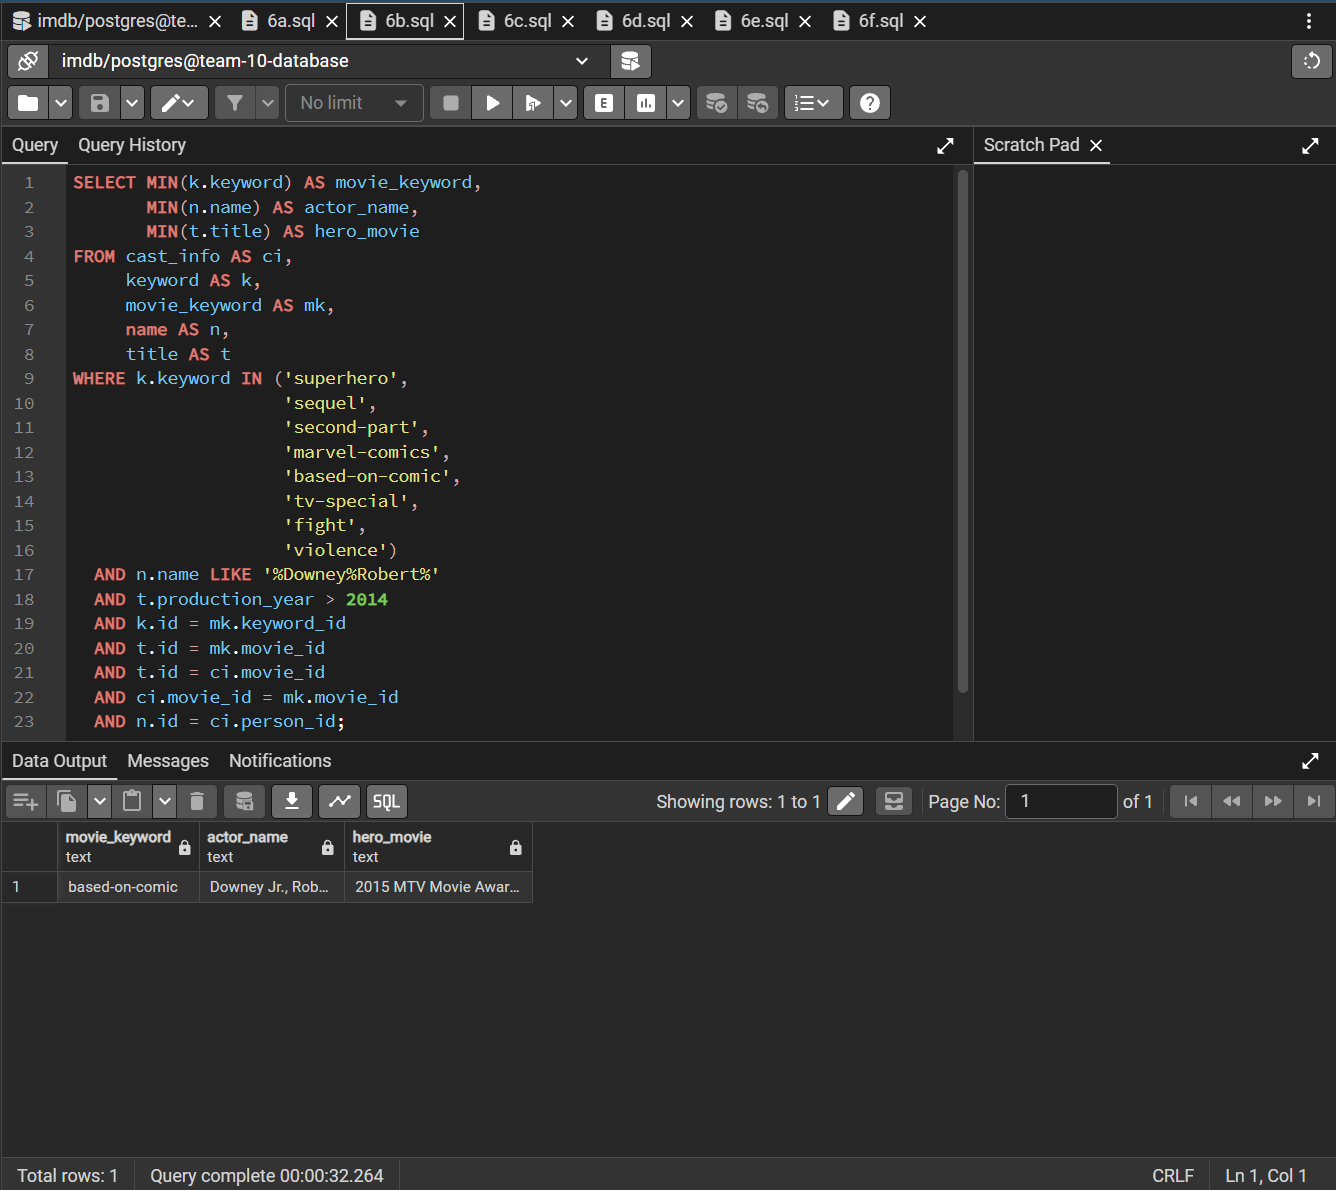 imdb/postgres@te... 6a.sql 6b.sql 6c.sql 6d.sql 6e.sql 6f.sql
imdb/postgres@team-10-database
No limit E
Query Query History Scratch Pad
1 SELECT MIN(k.keyword) AS movie_keyword,
2 MIN(n.name) AS actor_name,
3 MIN(t.title) AS hero_movie
4 FROM cast_info AS ci,
5 keyword AS k,
6 movie_keyword AS mk,
7 name AS n,
8 title AS t
9 WHERE k.keyword IN ('superhero',
10 'sequel',
11 'second-part',
12 'marvel-comics',
13 'based-on-comic',
14 'tv-special',
15 'fight',
16 'violence')
17 AND n.name LIKE '%Downey%Robert%'
18 AND t.production_year > 2014
19 AND k.id = mk.keyword_id
20 AND t.id = mk.movie_id
21 AND t.id = ci.movie_id
22 AND ci.movie_id = mk.movie_id
23 AND n.id = ci.person_id;
Data Output Messages Notifications
SQL Showing rows: 1 to 1 Page No: 1 of 1
movie_keyword actor_name hero_movie
text text text
1 based-on-comic Downey Jr., Rob... 2015 MTV Movie Awar...
Total rows: 1 Query complete 00:00:32.264 CRLF Ln 1, Col 1